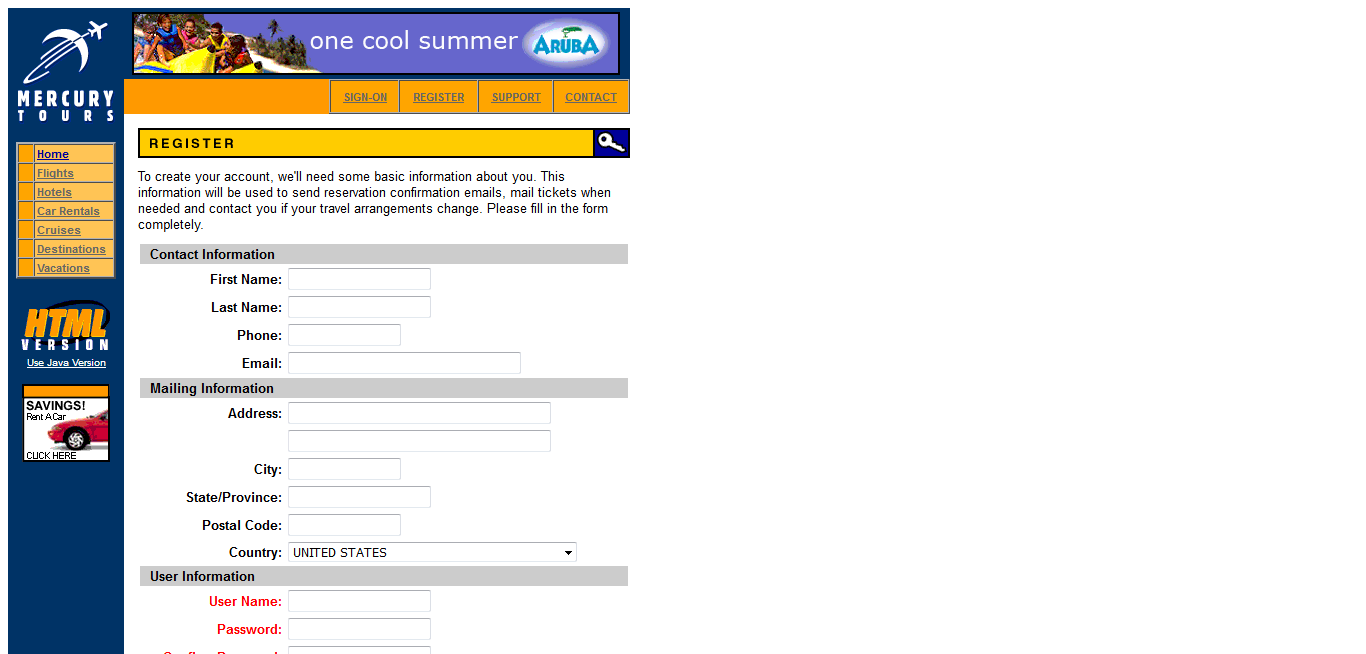 MERCURY
TOURS
one cool summer
ARUBA
SIGN-ON
REGISTER
SUPPORT
CONTACT
Home
Flights
Hotels
Car Rentals
Cruises
Destinations
Vacations
HTML
VERSION
Use Java Version
SAVINGS!
Rent A Car
CLICK HERE
REGISTER
To create your account, we'll need some basic information about you. This
information will be used to send reservation confirmation emails, mail tickets when
needed and contact you if your travel arrangements change. Please fill in the form
completely.
Contact Information
First Name:
Last Name:
Phone:
Email:
Mailing Information
Address:
City:
State/Province:
Postal Code:
Country: UNITED STATES
User Information
User Name:
Password: